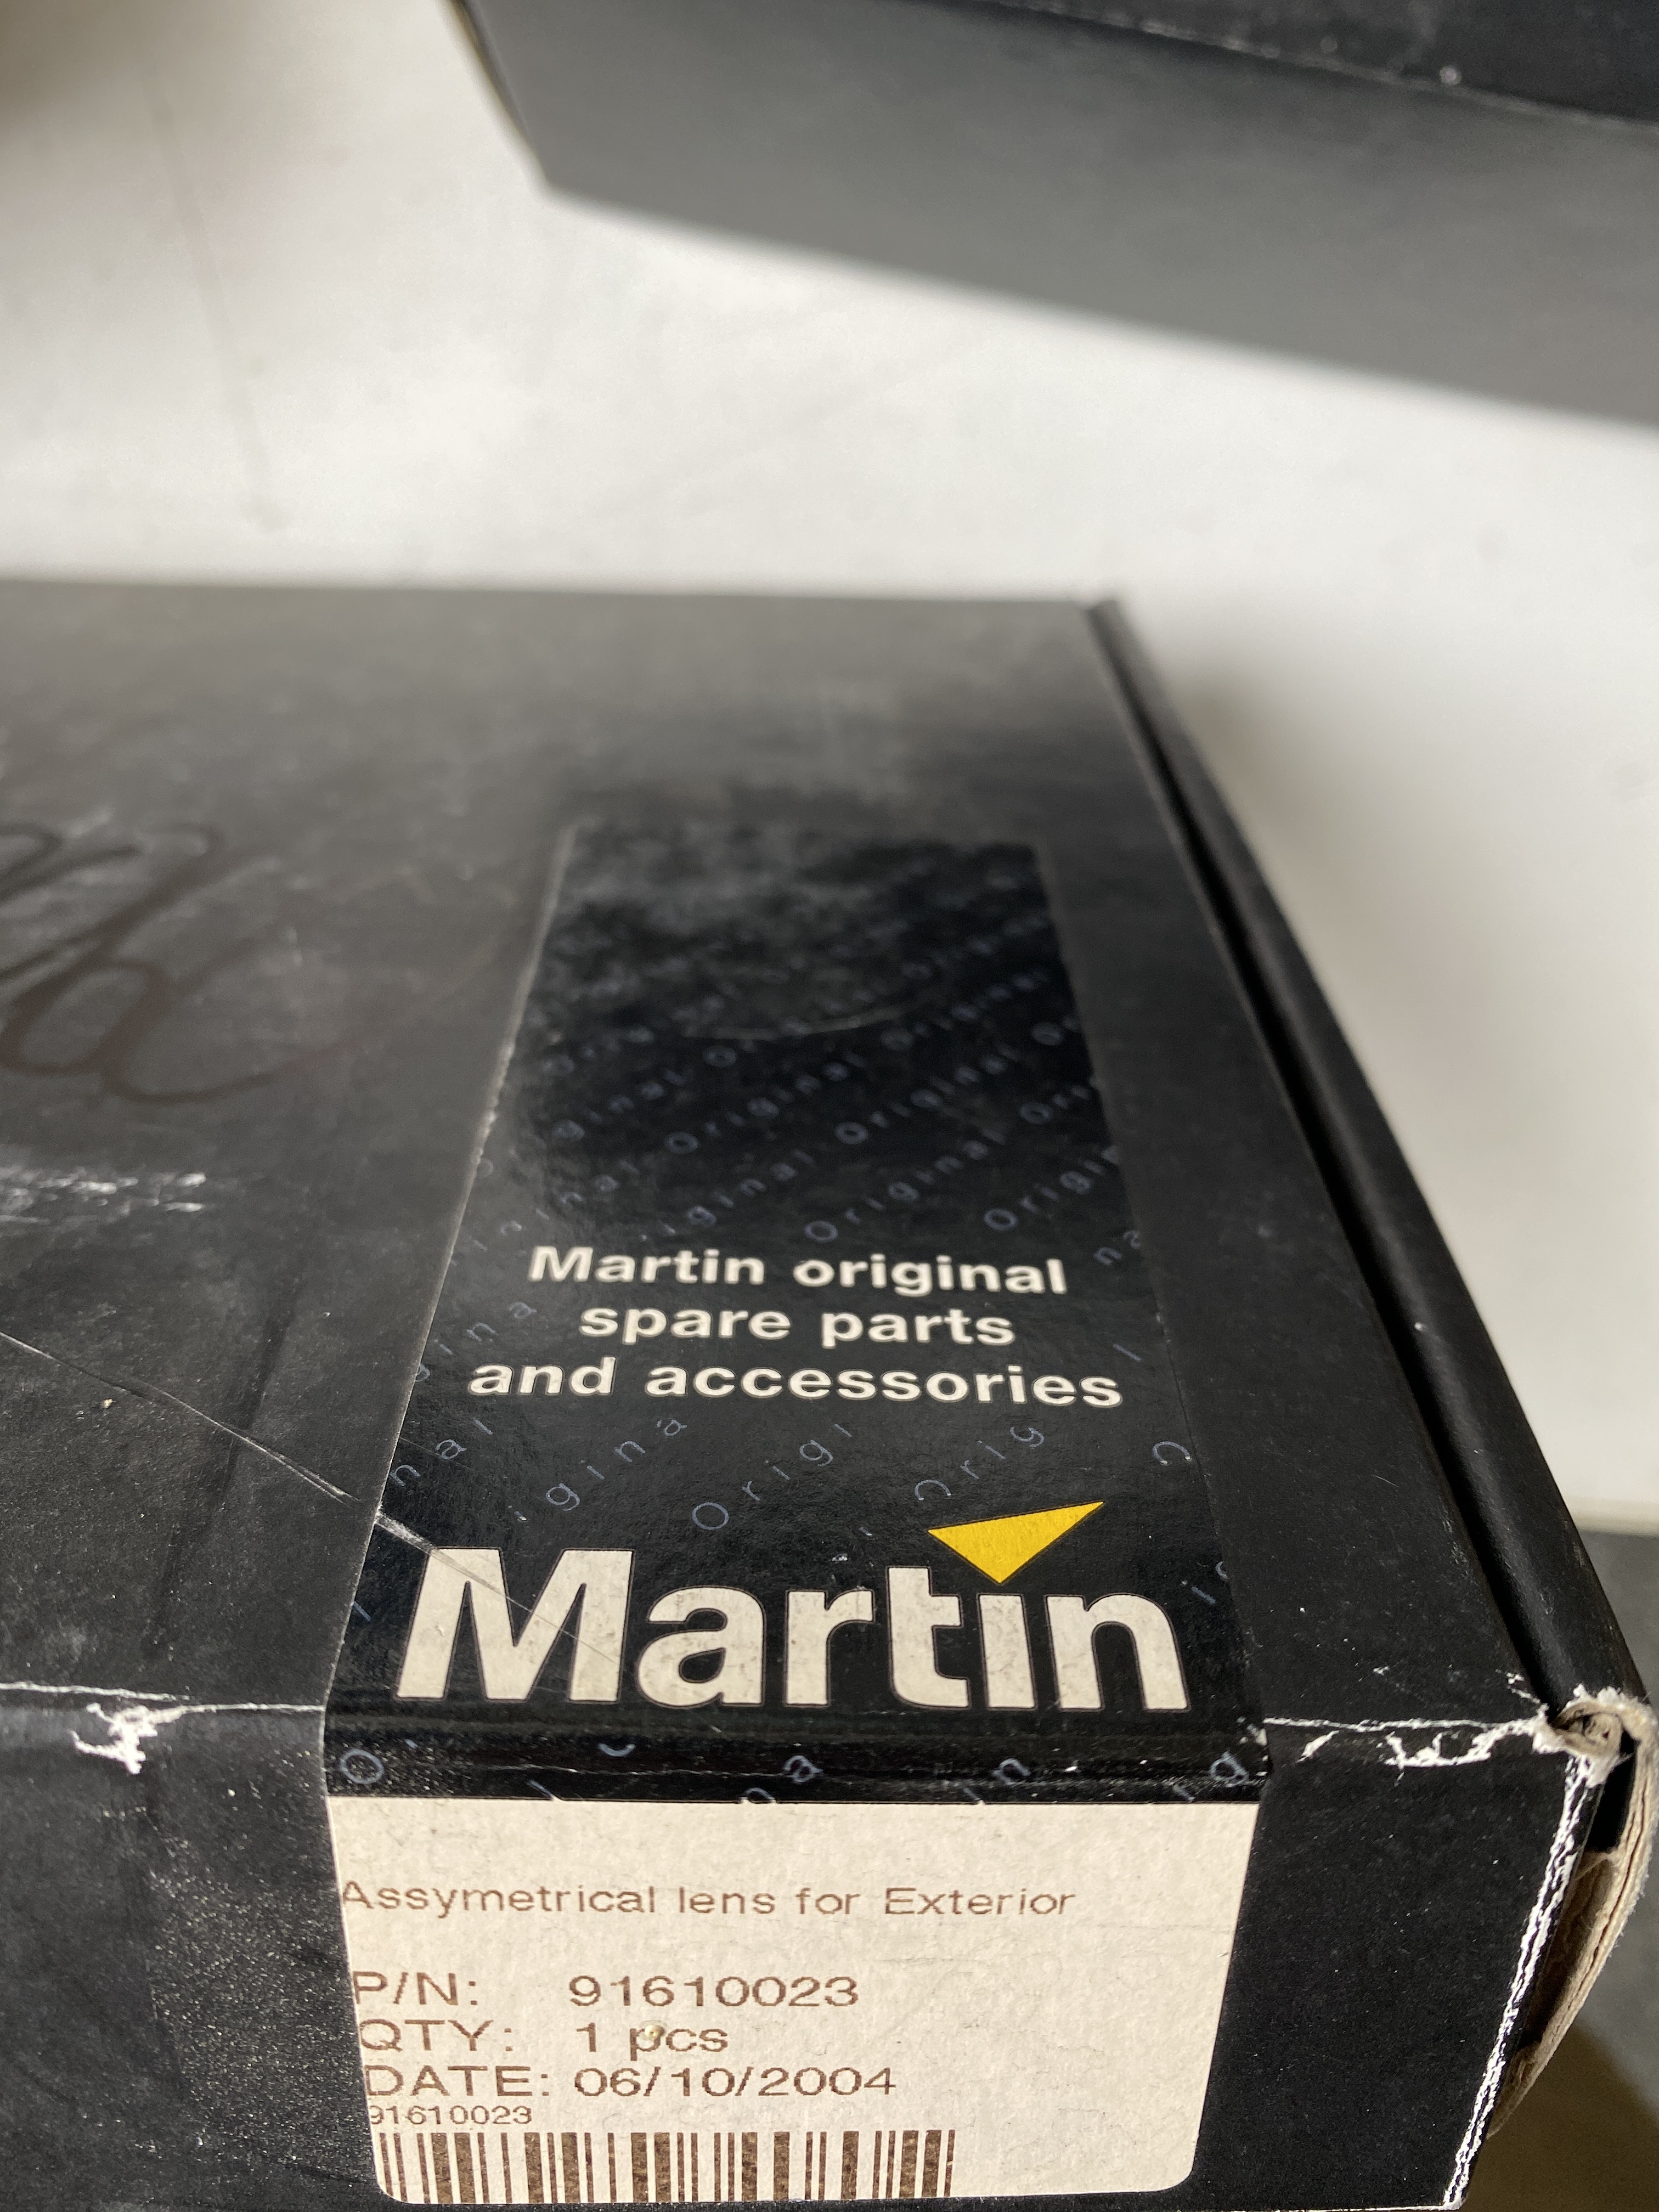 Martin original
spare parts
and accessories
Martin
Assymetrical lens for Exterior
P/N: 91610023
QTY: 1 pcs
DATE: 06/10/2004
91610023